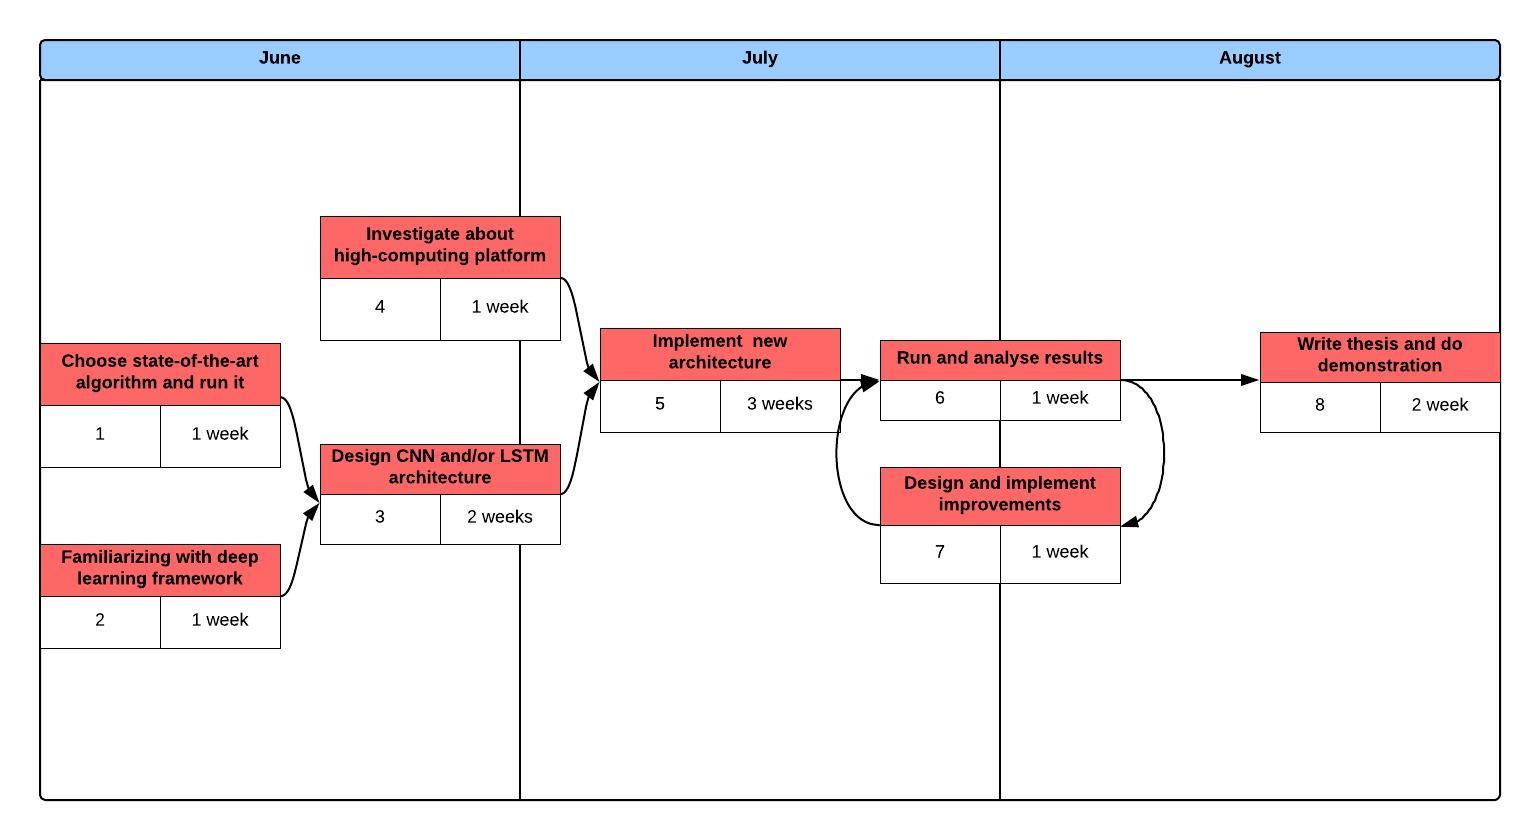 June
July
August
Investigate about
high-computing platform
4
1 week
Choose state-of-the-art
algorithm and run it
1
1 week
Familiarizing with deep
learning framework
2
1 week
Design CNN and/or LSTM
architecture
3
2 weeks
Implement  new
architecture
5
3 weeks
Run and analyse results
6
1 week
Design and implement
improvements
7
1 week
Write thesis and do
demonstration
8
2 week